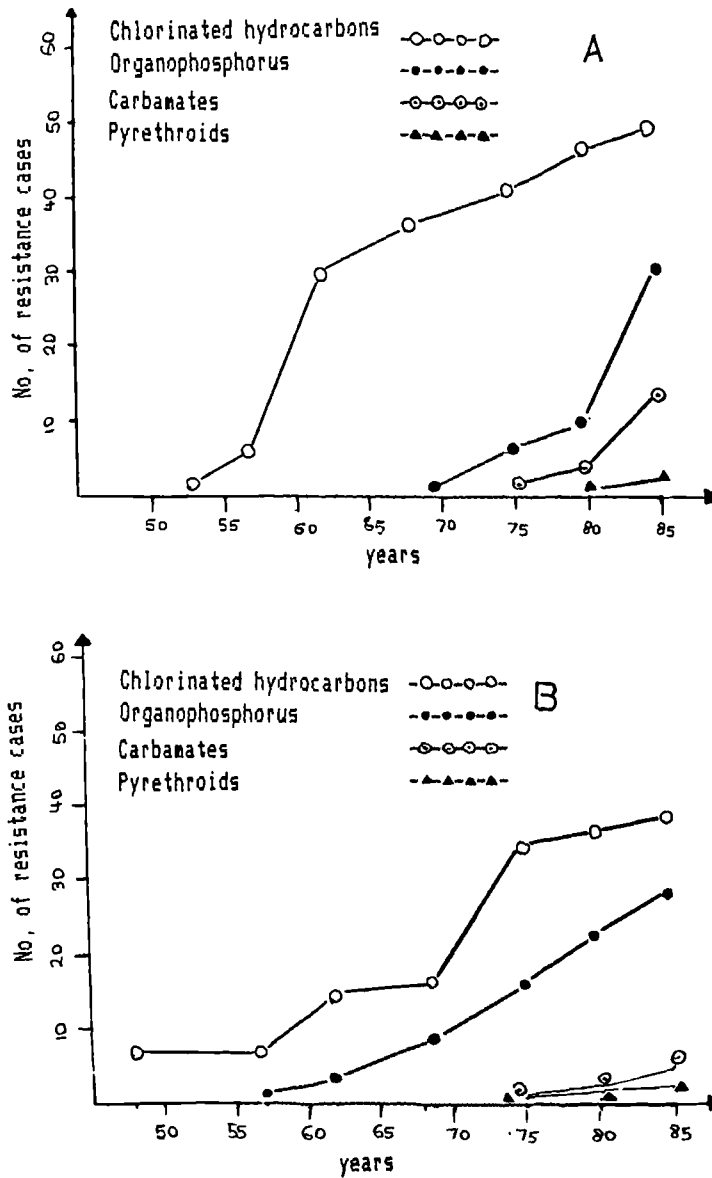 60
50
40
30
20
10
No. of resistance cases
Chlorinated hydrocarbons
Organophosphorus
Carbamates
Pyrethroids
A
50 55 60 65 70 75 80 85
years
60
50
40
30
20
10
No. of resistance cases
Chlorinated hydrocarbons
Organophosphorus
Carbamates
Pyrethroids
B
50 55 60 65 70 75 80 85
years